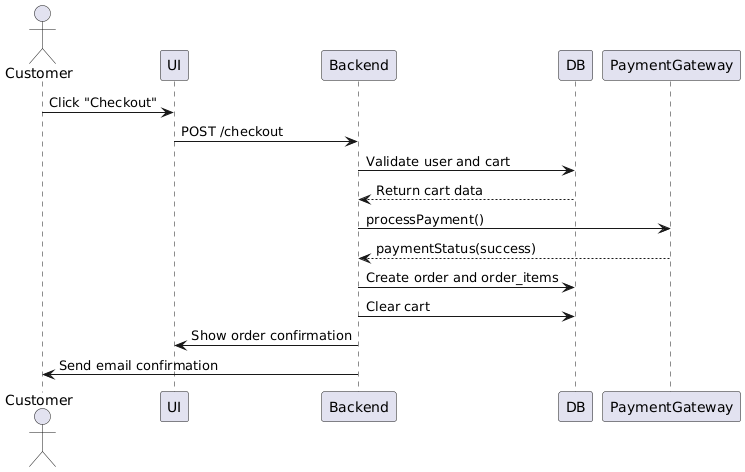 Customer
UI
Backend
DB
PaymentGateway
Click "Checkout"
POST /checkout
Validate user and cart
Return cart data
processPayment()
paymentStatus(success)
Create order and order_items
Clear cart
Show order confirmation
Send email confirmation
Customer
UI
Backend
DB
PaymentGateway